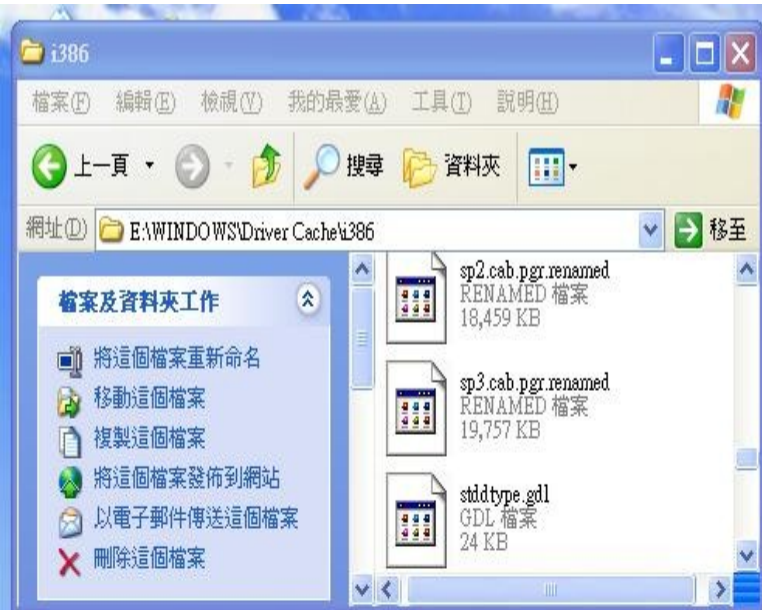 i386
檔案(F) 編輯(E) 檢視(V) 我的最愛(A) 工具(T) 說明(H)
上一頁 搜尋 資料夾
網址(D) E:\WINDOWS\Driver Cache\i386 移至
檔案及資料夾工作
將這個檔案重新命名
移動這個檔案
複製這個檔案
將這個檔案發佈到網站
以電子郵件傳送這個檔案
刪除這個檔案
sp2.cab.pgr.renamed
RENAMED 檔案
18,459 KB
sp3.cab.pgr.renamed
RENAMED 檔案
19,757 KB
stddtype.gdl
GDL 檔案
24 KB